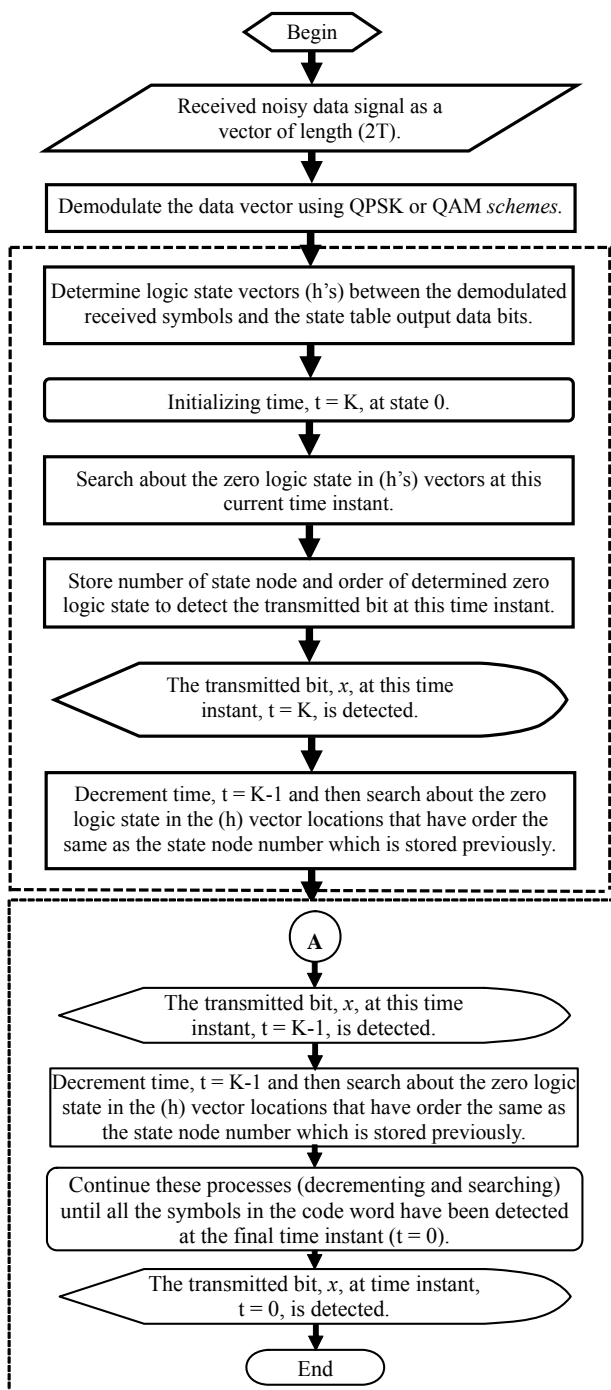 Begin
Received noisy data signal as a
vector of length (2T).
Demodulate the data vector using QPSK or QAM schemes.
Determine logic state vectors (h's) between the demodulated
received symbols and the state table output data bits.
Initializing time, t = K, at state 0.
Search about the zero logic state in (h's) vectors at this
current time instant.
Store number of state node and order of determined zero
logic state to detect the transmitted bit at this time instant.
The transmitted bit, x, at this time
instant, t = K, is detected.
Decrement time, t = K-1 and then search about the zero
logic state in the (h) vector locations that have order the
same as the state node number which is stored previously.
A
The transmitted bit, x, at this time
instant, t = K-1, is detected.
Decrement time, t = K-1 and then search about the zero logic
state in the (h) vector locations that have order the same as
the state node number which is stored previously.
Continue these processes (decrementing and searching)
until all the symbols in the code word have been detected
at the final time instant (t = 0).
The transmitted bit, x, at time instant,
t = 0, is detected.
End